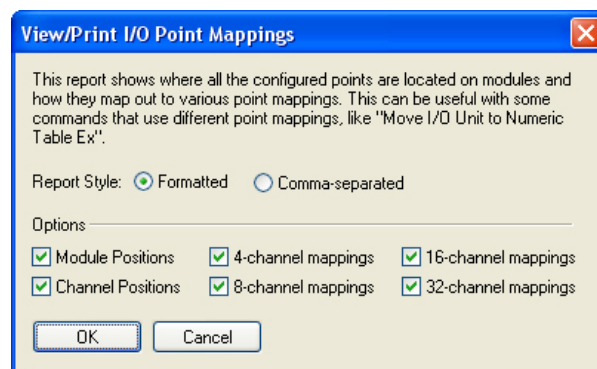 View/Print I/O Point Mappings
This report shows where all the configured points are located on modules and
how they map out to various point mappings. This can be useful with some
commands that use different point mappings, like "Move I/O Unit to Numeric
Table Ex".
Report Style: Formatted Comma-separated
Options
Module Positions 4-channel mappings 16-channel mappings
Channel Positions 8-channel mappings 32-channel mappings
OK Cancel